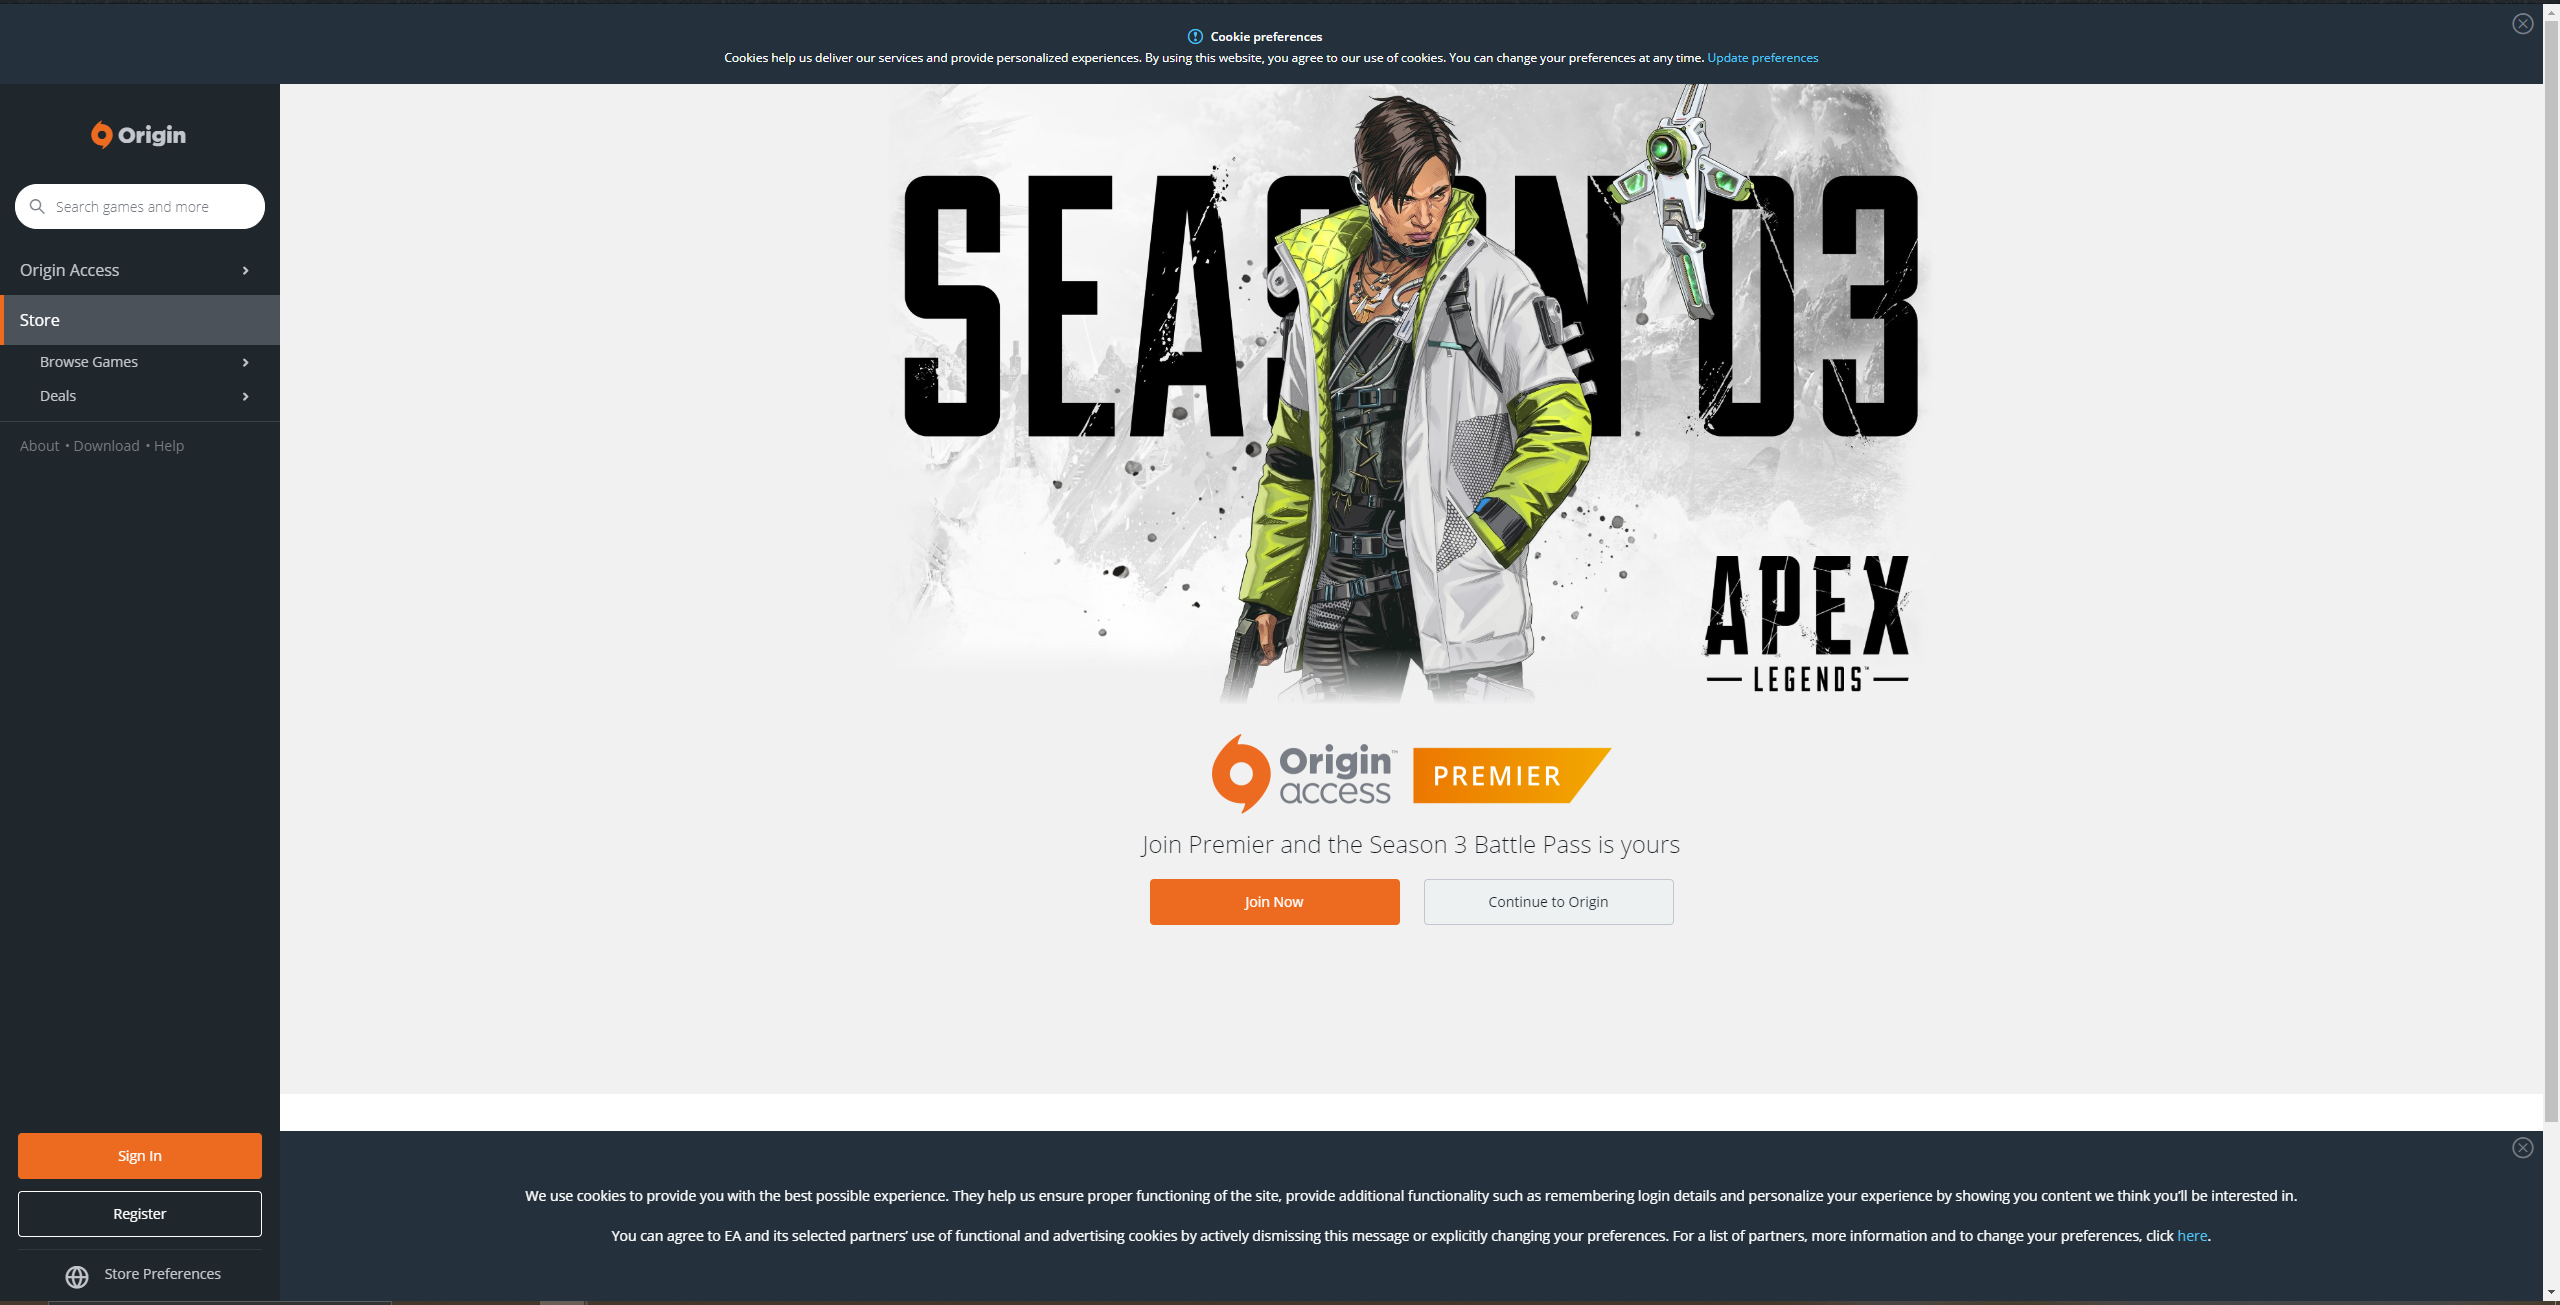 Cookie preferences
Cookies help us deliver our services and provide personalized experiences. By using this website, you agree to our use of cookies. You can change your preferences at any time. Update preferences
Origin
Search games and more
Origin Access
Store
Browse Games
Deals
About • Download • Help
SEASON 03
APEX
LEGENDS™
Origin™
access
PREMIER
Join Premier and the Season 3 Battle Pass is yours
Join Now
Continue to Origin
Sign In
Register
Store Preferences
We use cookies to provide you with the best possible experience. They help us ensure proper functioning of the site, provide additional functionality such as remembering login details and personalize your experience by showing you content we think you'll be interested in.
You can agree to EA and its selected partners' use of functional and advertising cookies by actively dismissing this message or explicitly changing your preferences. For a list of partners, more information and to change your preferences, click here.